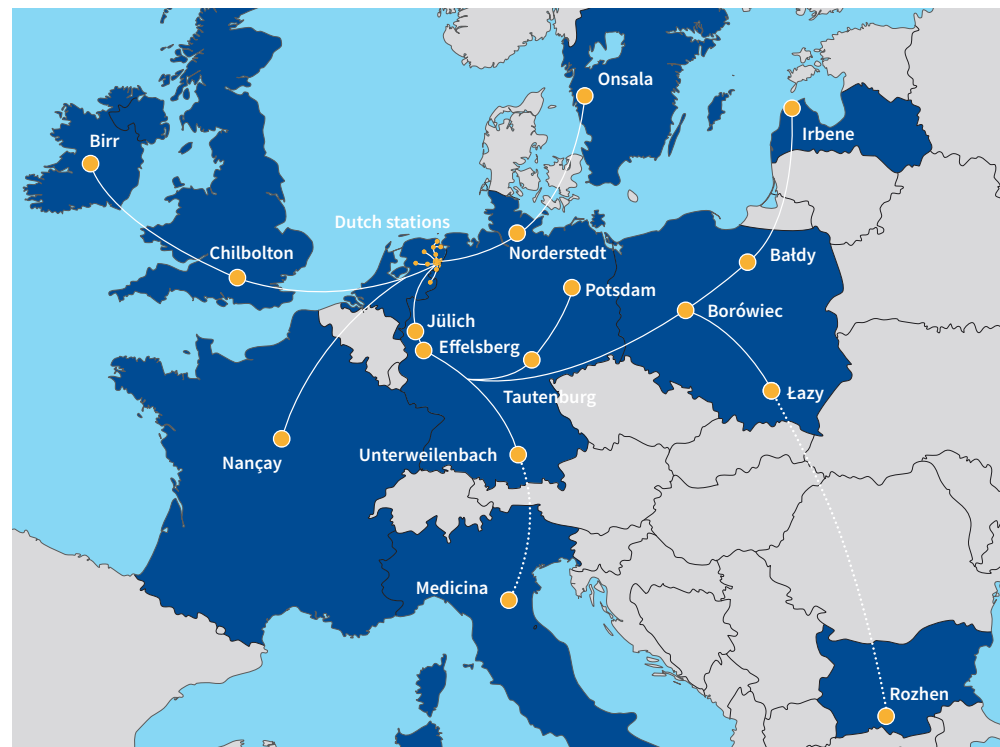 Onsala
Irbene
Birr
Dutch stations
Chilbolton
Norderstedt
Bałdy
Potsdam
Borówiec
Jülich
Effelsberg
Tautenburg
Łazy
Unterweilenbach
Nançay
Medicina
Rozhen